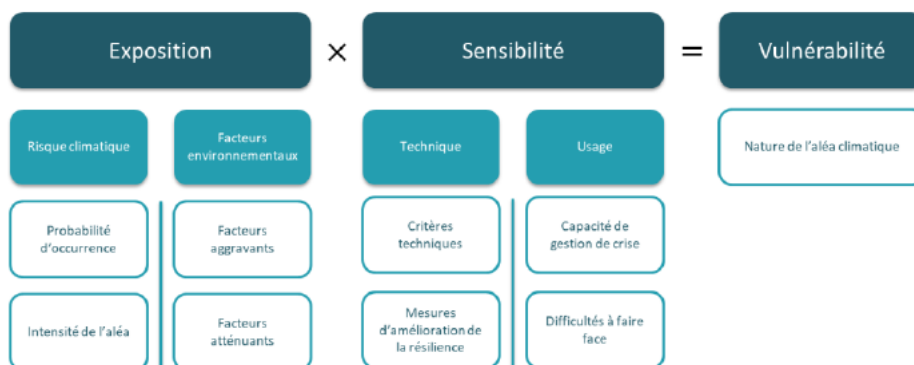 Exposition
×
Sensibilité
=
Vulnérabilité
Risque climatique
Facteurs
environnementaux
Technique
Usage
Nature de l'aléa climatique
Probabilité
d'occurrence
Facteurs
aggravants
Critères
techniques
Capacité de
gestion de crise
Intensité de l'aléa
Facteurs
atténuants
Mesures
d'amélioration de
la résilience
Difficultés à faire
face